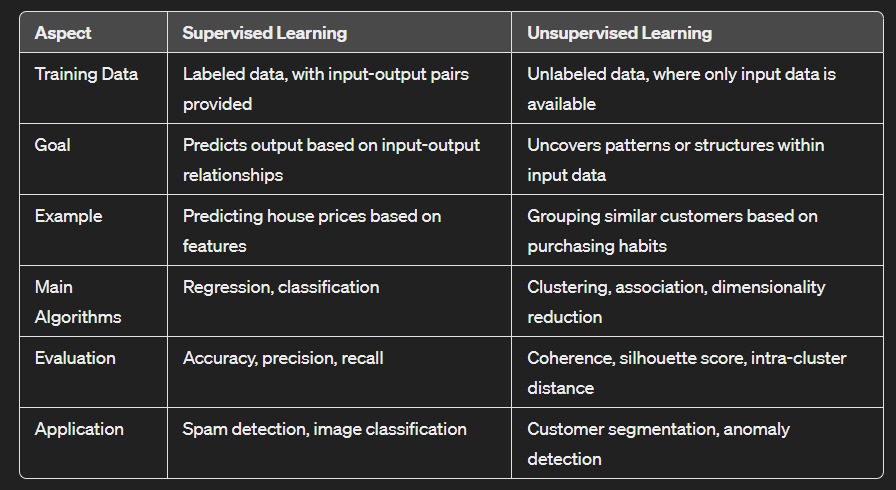 Aspect Supervised Learning Unsupervised Learning
Training Data Labeled data, with input-output pairs Unlabeled data, where only input data is
provided available
Goal Predicts output based on input-output Uncovers patterns or structures within
relationships input data
Example Predicting house prices based on Grouping similar customers based on
features purchasing habits
Main Regression, classification Clustering, association, dimensionality
Algorithms reduction
Evaluation Accuracy, precision, recall Coherence, silhouette score, intra-cluster
distance
Application Spam detection, image classification Customer segmentation, anomaly
detection